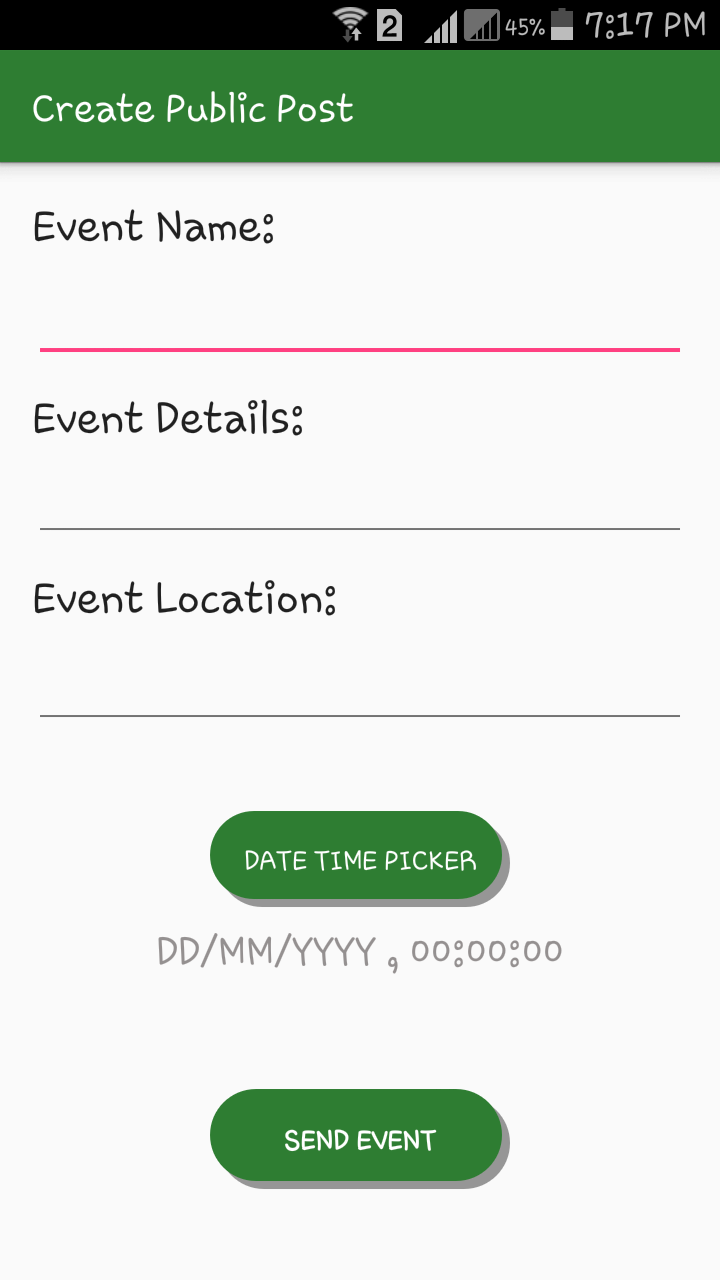 2 45% 7:17 PM
Create Public Post
Event Name:
Event Details:
Event Location:
DATE TIME PICKER
DD/MM/YYYY , 00:00:00
SEND EVENT